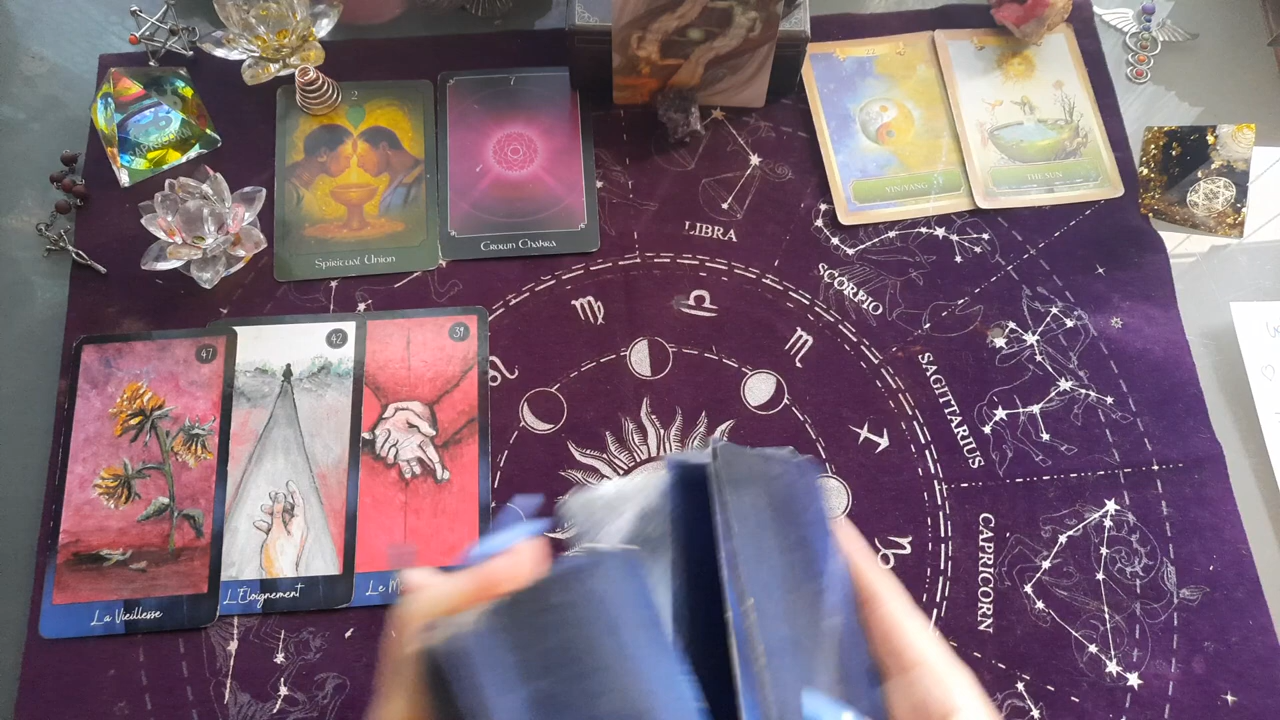 2
Spiritual Union
7
Crown Chakra
22
YIN/YANG
THE SUN
LIBRA
SCORPIO
SAGITTARIUS
CAPRICORN
47
La Vieillesse
42
L'Éloignement
39
Le